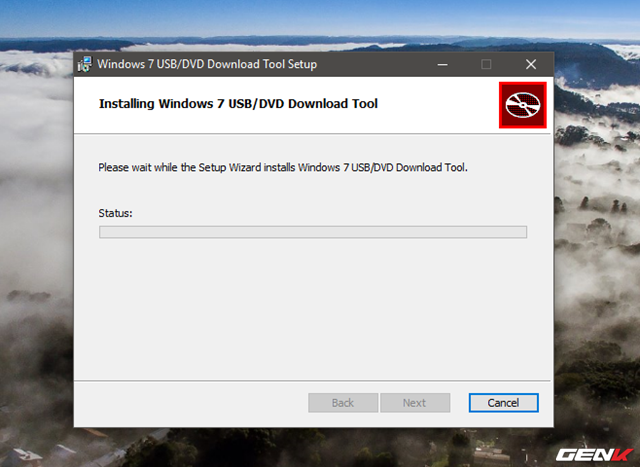 Windows 7 USB/DVD Download Tool Setup
Installing Windows 7 USB/DVD Download Tool
Please wait while the Setup Wizard installs Windows 7 USB/DVD Download Tool.
Status:
Back Next Cancel
GENK